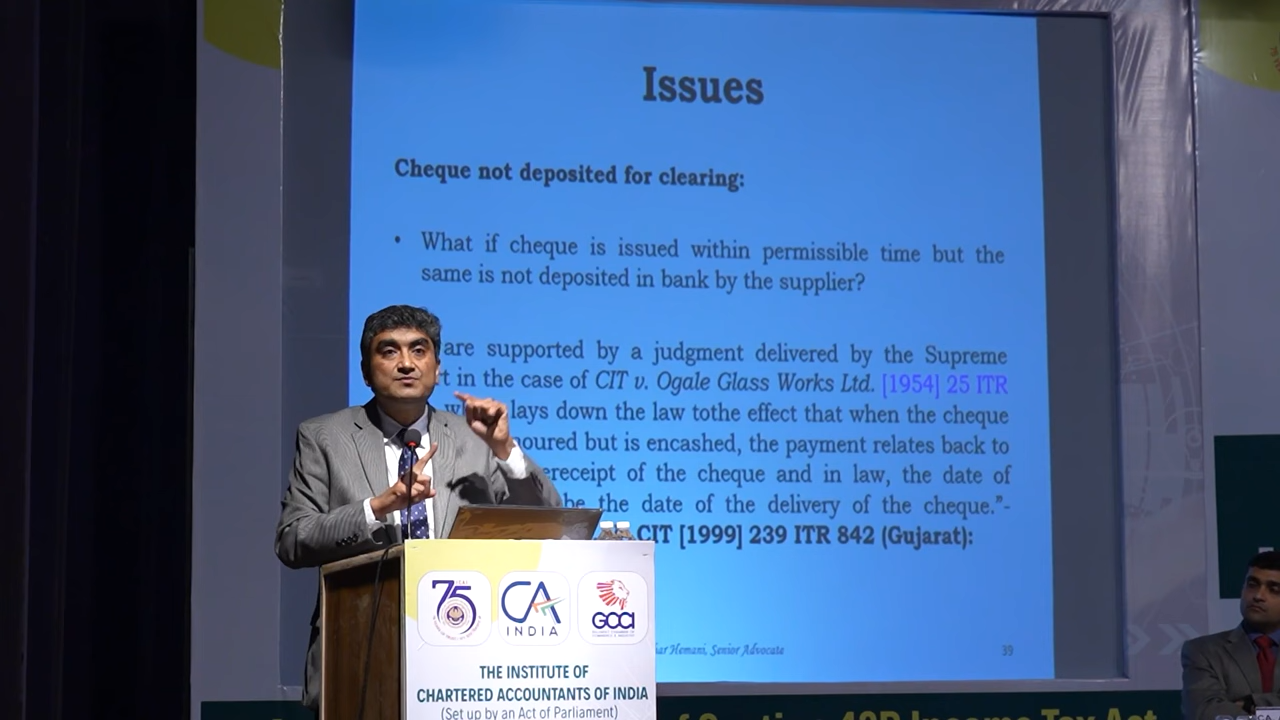 Issues
Cheque not deposited for clearing:
• What if cheque is issued within permissible time but the
same is not deposited in bank by the supplier?
are supported by a judgment delivered by the Supreme
t in the case of CIT v. Ogale Glass Works Ltd. [1954] 25 ITR
lays down the law tothe effect that when the cheque
noured but is encashed, the payment relates back to
ereceipt of the cheque and in law, the date of
be the date of the delivery of the cheque."-
CIT [1999] 239 ITR 842 (Gujarat):
Hemani, Senior Advocate
39
75
CA
INDIA
GCCI
THE INSTITUTE OF
CHARTERED ACCOUNTANTS OF INDIA
(Set up by an Act of Parliament)
Income Tax Act